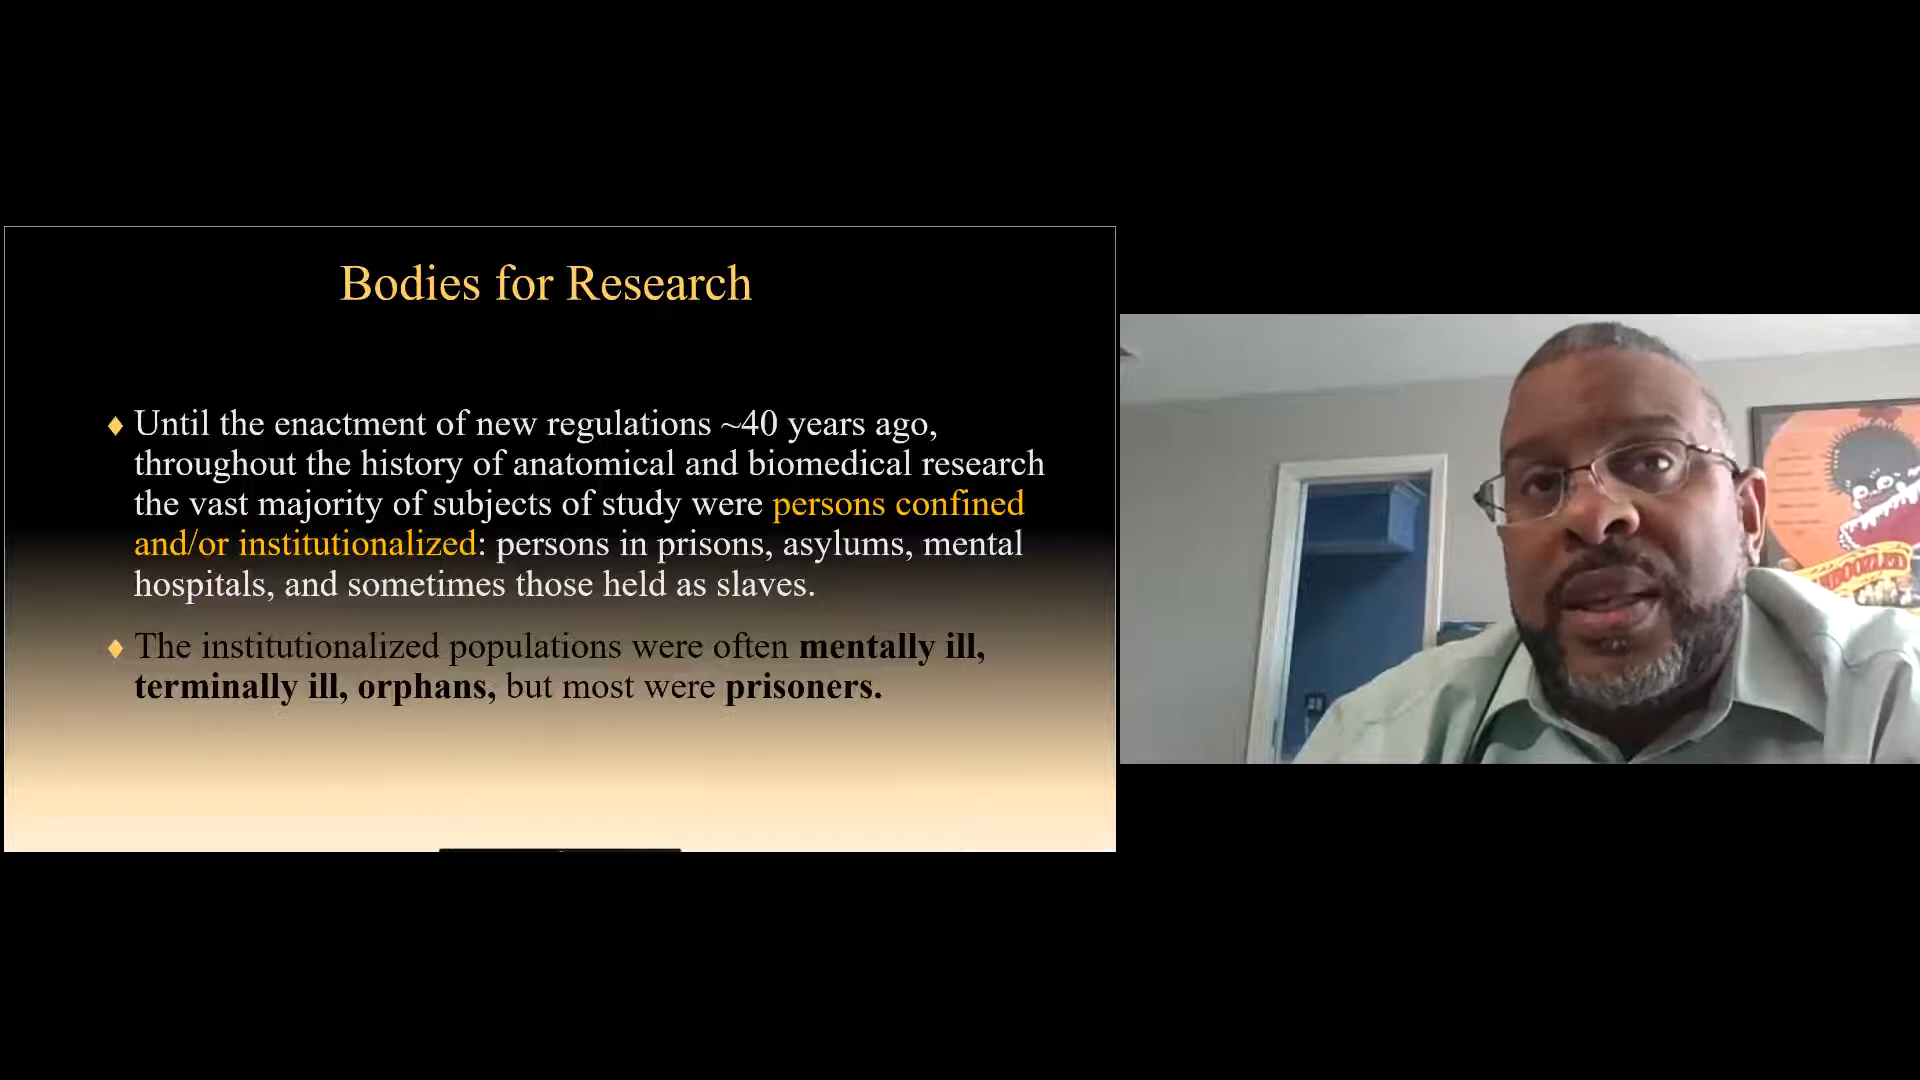 Bodies for Research
Until the enactment of new regulations ~40 years ago,
throughout the history of anatomical and biomedical research
the vast majority of subjects of study were persons confined
and/or institutionalized: persons in prisons, asylums, mental
hospitals, and sometimes those held as slaves.
The institutionalized populations were often mentally ill,
terminally ill, orphans, but most were prisoners.